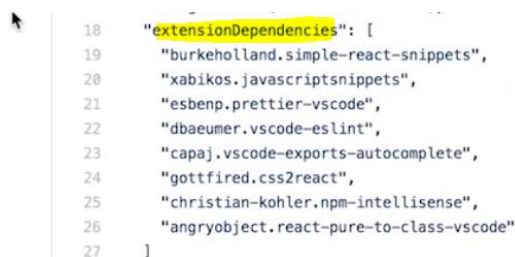 18 "extensionDependencies": [
19 "burkeholland.simple-react-snippets",
20 "xabikos.javascriptsnippets",
21 "esbenp.prettier-vscode",
22 "dbaeumer.vscode-eslint",
23 "capaj.vscode-exports-autocomplete",
24 "gottfired.css2react",
25 "christian-kohler.npm-intellisense",
26 "angryobject.react-pure-to-class-vscode"
27 ]